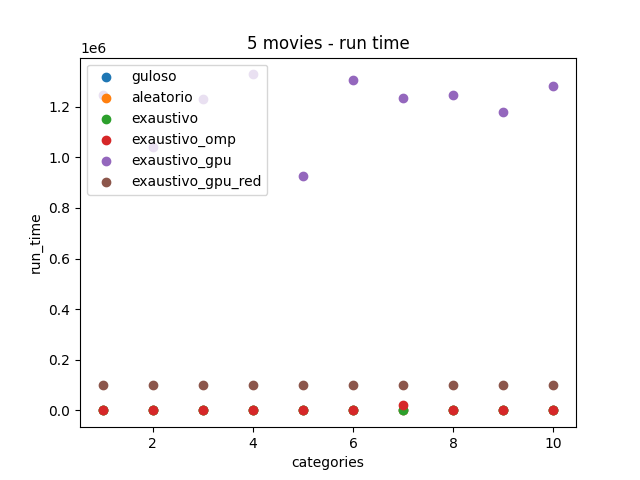 5 movies - run time
1e6
guloso
aleatorio
exaustivo
exaustivo_omp
exaustivo_gpu
exaustivo_gpu_red
1.2
1.0
0.8
0.6
0.4
0.2
0.0
run_time
2 4 6 8 10
categories